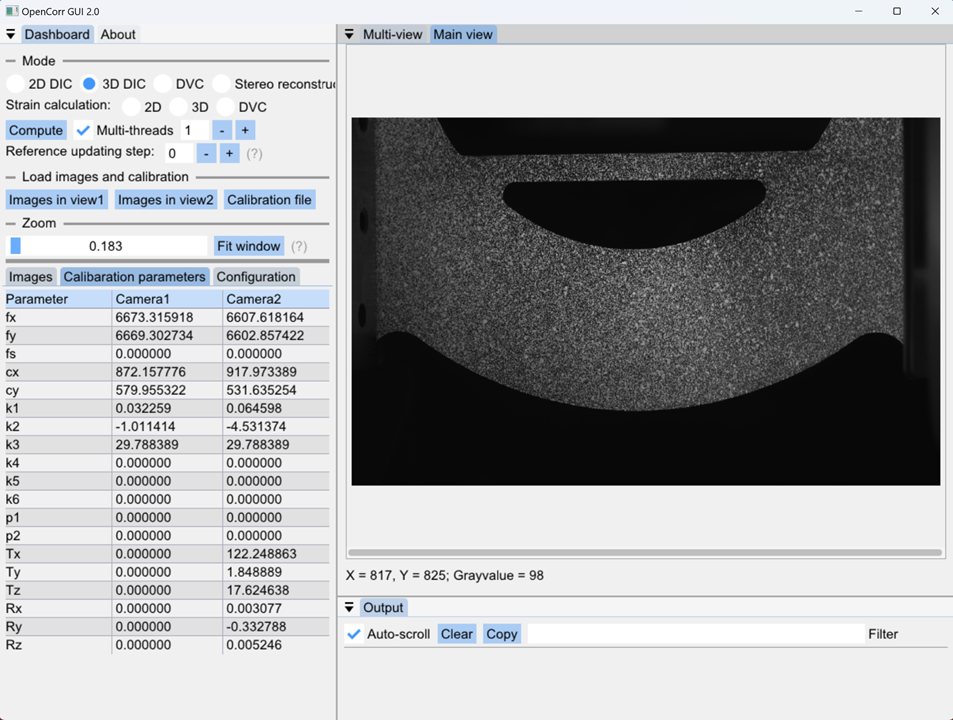 OpenCorr GUI 2.0
Dashboard About
Mode
2D DIC 3D DIC DVC Stereo reconstruc
Strain calculation: 2D 3D DVC
Compute Multi-threads 1 - +
Reference updating step: 0 - + (?)
Load images and calibration
Images in view1 Images in view2 Calibration file
Zoom
0.183 Fit window (?)
Images Calibaration parameters Configuration
Parameter Camera1 Camera2
fx 6673.315918 6607.618164
fy 6669.302734 6602.857422
fs 0.000000 0.000000
cx 872.157776 917.973389
cy 579.955322 531.635254
k1 0.032259 0.064598
k2 -1.011414 -4.531374
k3 29.788389 29.788389
k4 0.000000 0.000000
k5 0.000000 0.000000
k6 0.000000 0.000000
p1 0.000000 0.000000
p2 0.000000 0.000000
Tx 0.000000 122.248863
Ty 0.000000 1.848889
Tz 0.000000 17.624638
Rx 0.000000 0.003077
Ry 0.000000 -0.332788
Rz 0.000000 0.005246
Multi-view Main view
X = 817, Y = 825; Grayvalue = 98
Output
Auto-scroll Clear Copy Filter